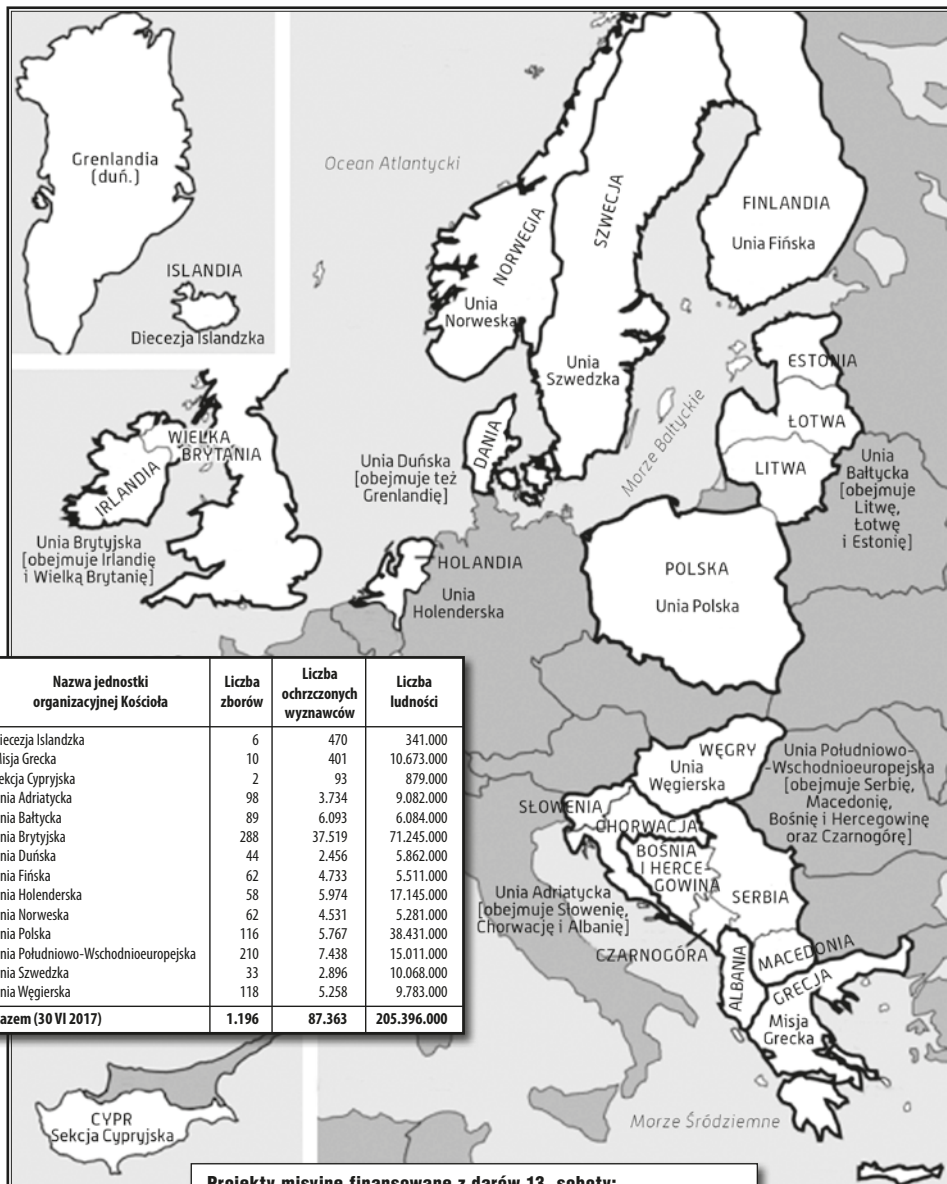 Grenlandia
(duń.)
ISLANDIA
Diecezja Islandzka
Ocean Atlantycki
NORWEGIA
Unia
Norweska
SZWECJA
Unia
Szwedzka
FINLANDIA
Unia Fińska
ESTONIA
ŁOTWA
LITWA
Unia
Bałtycka
[obejmuje
Litwę,
Łotwę
i Estonię]
Morze Bałtyckie
DANIA
Unia Duńska
[obejmuje też
Grenlandię]
WIELKA
BRYTANIA
IRLANDIA
Unia Brytyjska
[obejmuje Irlandię
i Wielką Brytanię]
HOLANDIA
Unia
Holenderska
POLSKA
Unia Polska
Nazwa jednostki organizacyjnej Kościoła Liczba zborów Liczba ochrzczonych wyznawców Liczba ludności
iecezja Islandzka 6 470 341.000
isja Grecka 10 401 10.673.000
ekcja Cypryjska 2 93 879.000
nia Adriatycka 98 3.734 9.082.000
nia Bałtycka 89 6.093 6.084.000
nia Brytyjska 288 37.519 71.245.000
nia Duńska 44 2.456 5.862.000
nia Fińska 62 4.733 5.511.000
nia Holenderska 58 5.974 17.145.000
nia Norweska 62 4.531 5.281.000
nia Polska 116 5.767 38.431.000
nia Południowo-Wschodnioeuropejska 210 7.438 15.011.000
nia Szwedzka 33 2.896 10.068.000
nia Węgierska 118 5.258 9.783.000
azem (30 VI 2017) 1.196 87.363 205.396.000
WĘGRY
Unia
Węgierska
Unia Południowo-
-Wschodnioeuropejska
[obejmuje Serbię,
Macedonię,
Bośnię i Hercegowinę
oraz Czarnogórę]
SŁOWENIA
CHORWACJA
BOŚNIA
I HERCE-
GOWINA
SERBIA
Unia Adriatycka
[obejmuje Słowenię,
Chorwację i Albanię]
CZARNOGÓRA
ALBANIA
MACEDONIA
GRECJA
Misja
Grecka
CYPR
Sekcja Cypryjska
Morze Śródziemne
Projekty misyjne finansowane z darów 13. soboty: